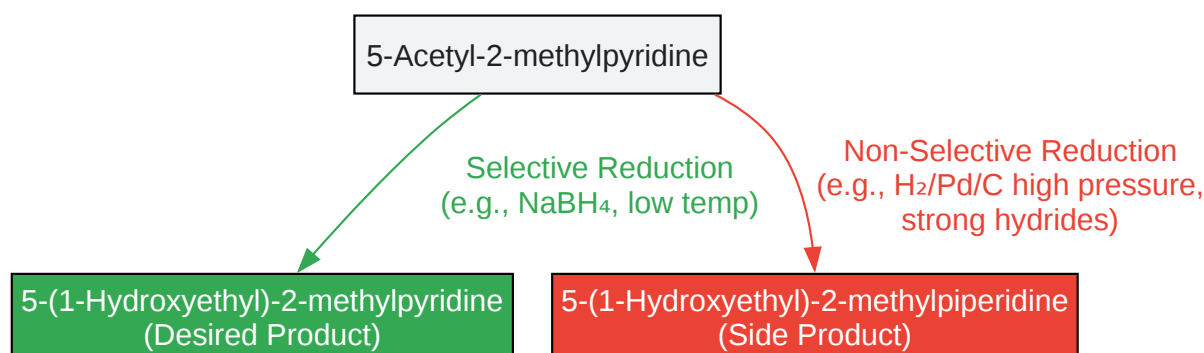 5-Acetyl-2-methylpyridine
Selective Reduction
(e.g., NaBH₄, low temp)
Non-Selective Reduction
(e.g., H₂/Pd/C high pressure,
strong hydrides)
5-(1-Hydroxyethyl)-2-methylpyridine
(Desired Product)
5-(1-Hydroxyethyl)-2-methylpiperidine
(Side Product)